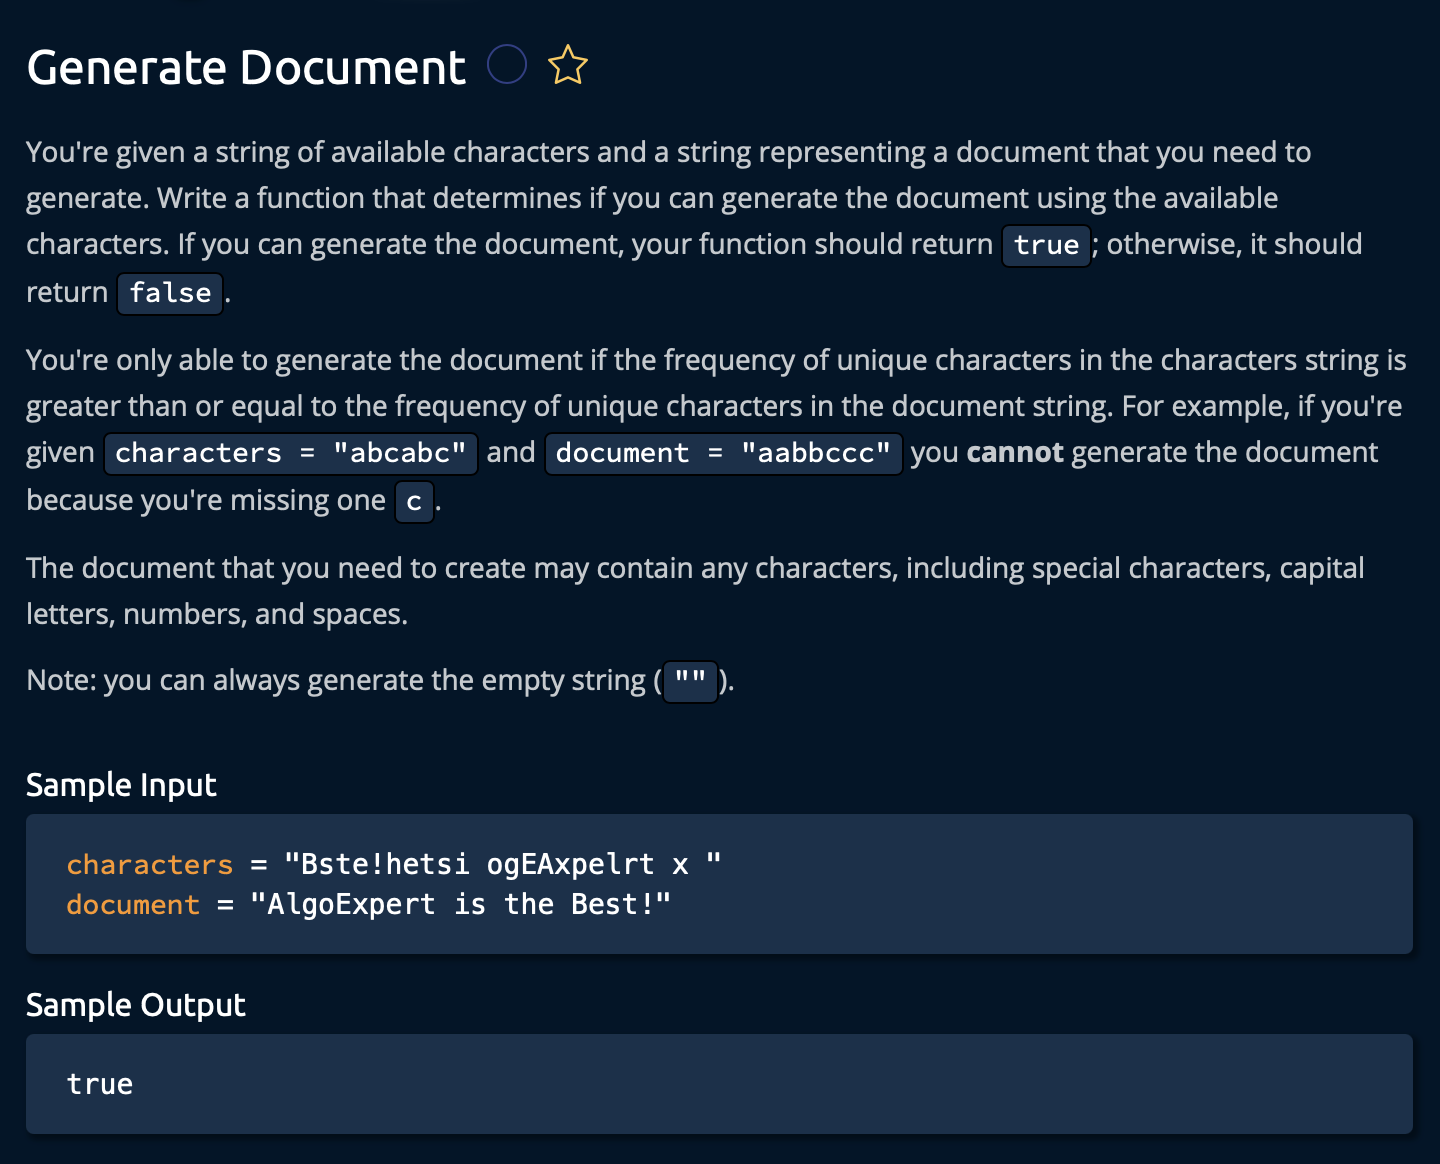 Generate Document
You're given a string of available characters and a string representing a document that you need to
generate. Write a function that determines if you can generate the document using the available
characters. If you can generate the document, your function should return true ; otherwise, it should
return false .
You're only able to generate the document if the frequency of unique characters in the characters string is
greater than or equal to the frequency of unique characters in the document string. For example, if you're
given characters = "abcabc" and document = "aabbccc" you cannot generate the document
because you're missing one c .
The document that you need to create may contain any characters, including special characters, capital
letters, numbers, and spaces.
Note: you can always generate the empty string ( "" ).
Sample Input
characters = "Bste!hetsi ogEAxpelrt x "
document = "AlgoExpert is the Best!"
Sample Output
true